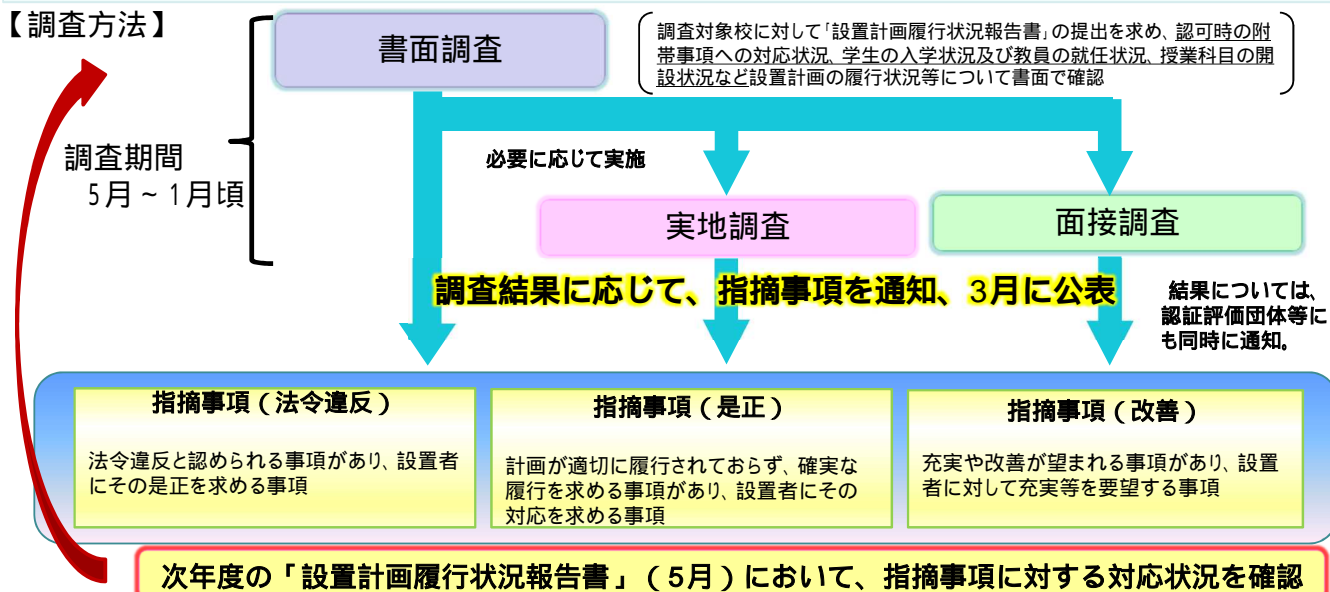 【調査方法】
書面調査
調査対象校に対して「設置計画履行状況報告書」の提出を求め、認可時の附
帯事項への対応状況、学生の入学状況及び教員の就任状況、授業科目の開
設状況など設置計画の履行状況等について書面で確認
調査期間
5月~1月頃
必要に応じて実施
実地調査
面接調査
調査結果に応じて、指摘事項を通知、3月に公表
結果については、
認証評価団体等に
も同時に通知。
指摘事項(法令違反)
法令違反と認められる事項があり、設置者
にその是正を求める事項
指摘事項(是正)
計画が適切に履行されておらず、確実な
履行を求める事項があり、設置者にその
対応を求める事項
指摘事項(改善)
充実や改善が望まれる事項があり、設置
者に対して充実等を要望する事項
次年度の「設置計画履行状況報告書」(5月)において、指摘事項に対する対応状況を確認